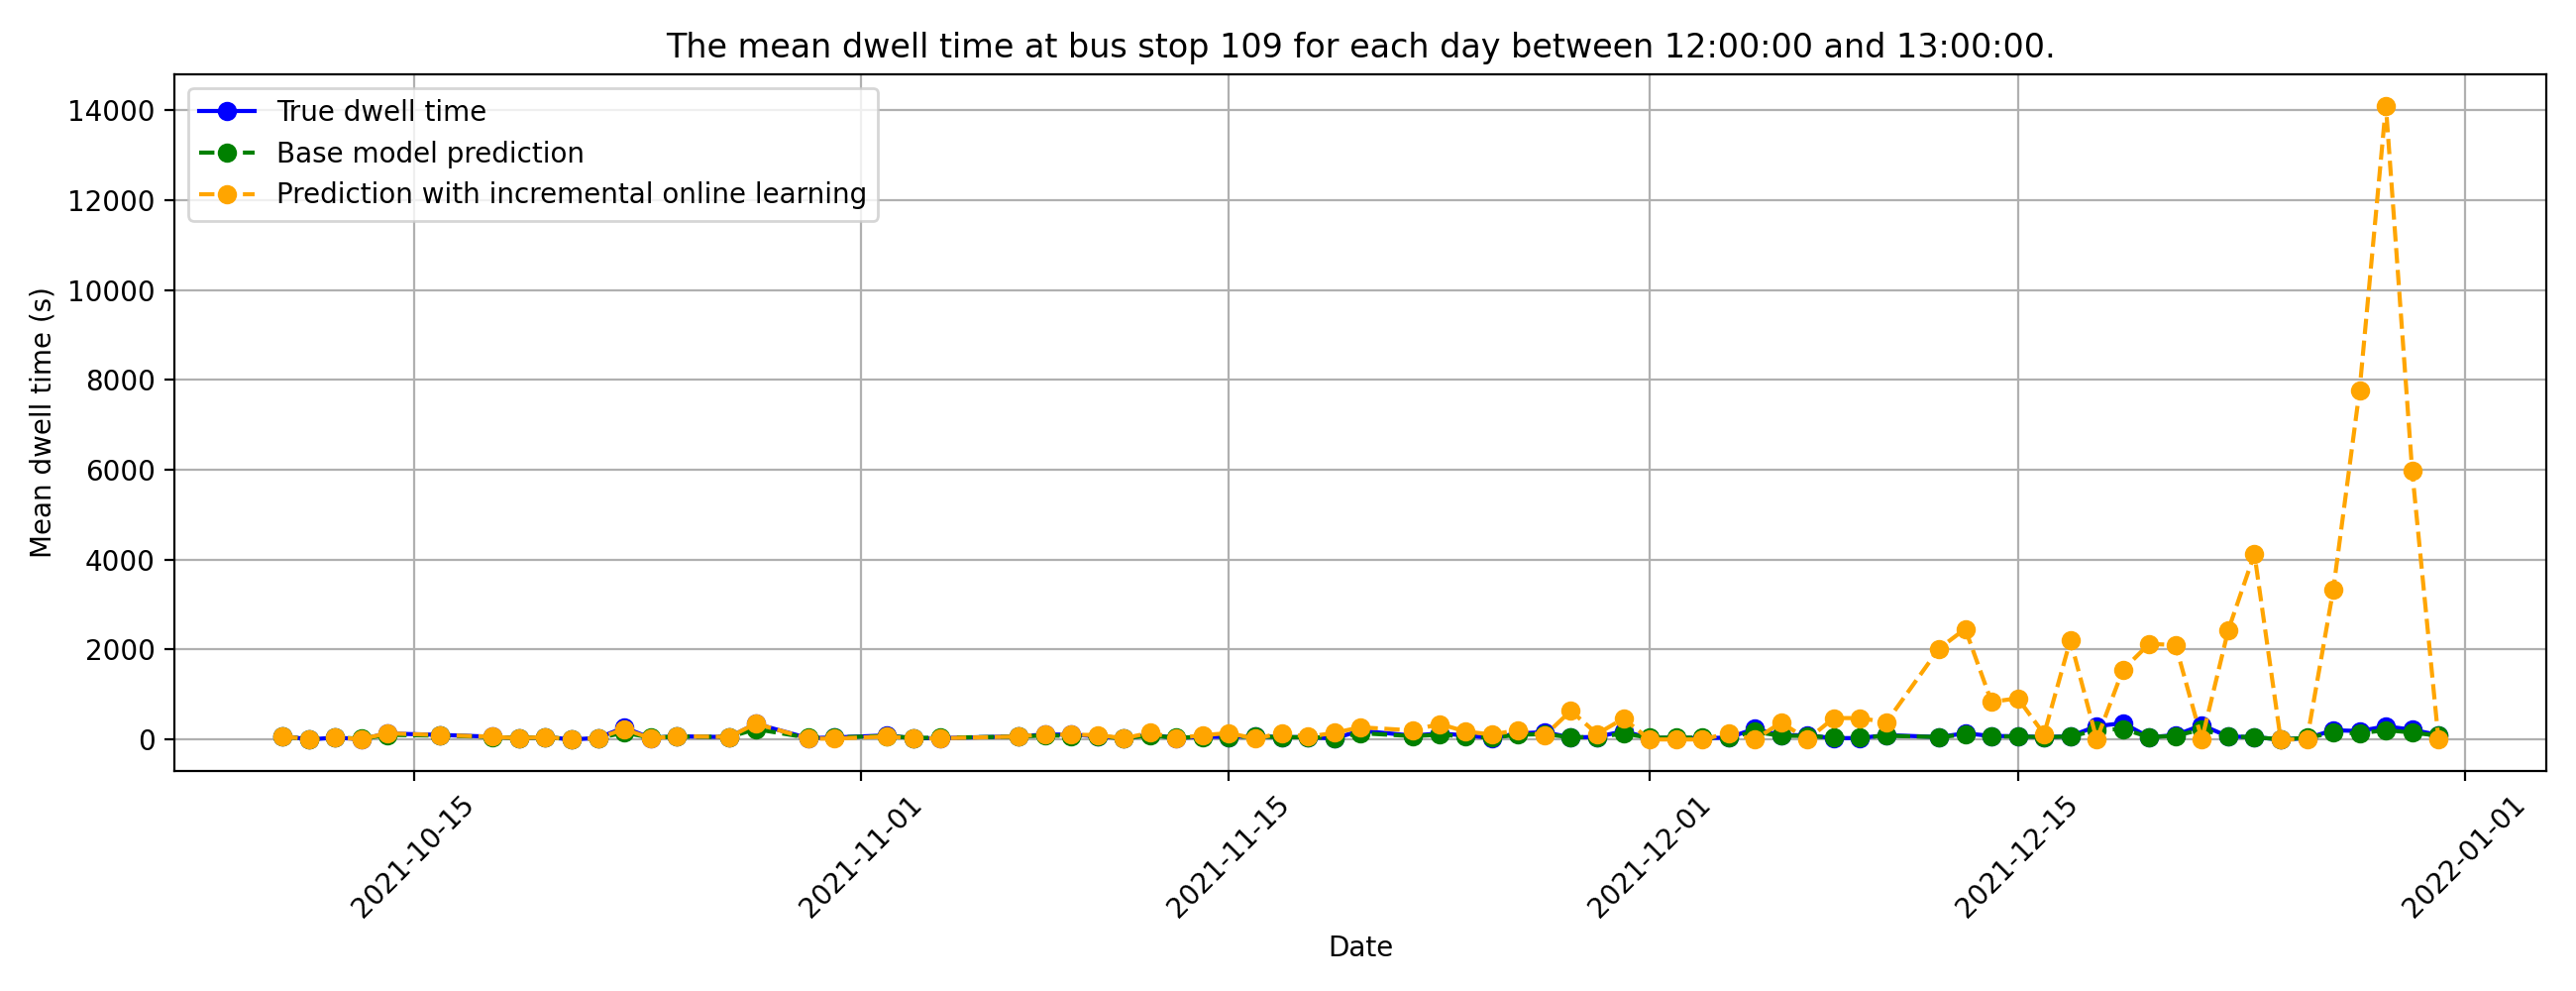 The mean dwell time at bus stop 109 for each day between 12:00:00 and 13:00:00.
True dwell time
Base model prediction
Prediction with incremental online learning
Mean dwell time (s)
14000
12000
10000
8000
6000
4000
2000
0
2021-10-15
2021-11-01
2021-11-15
2021-12-01
2021-12-15
2022-01-01
Date